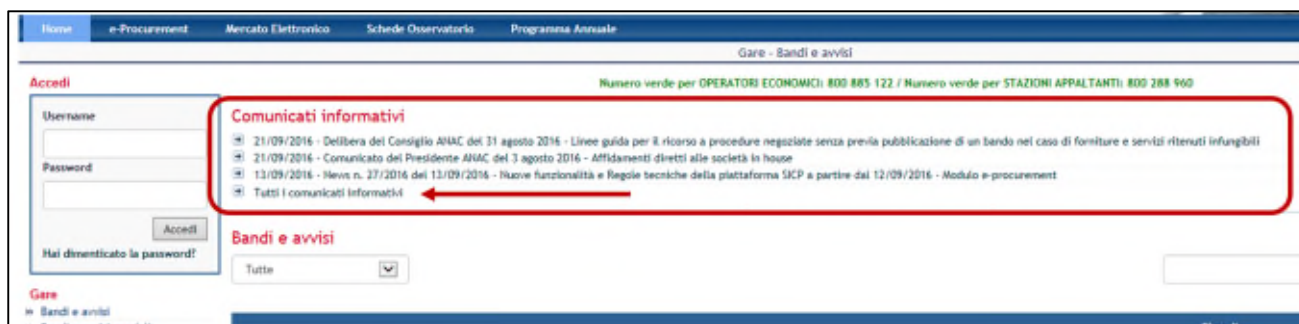 Home e-Procurement Mercato Elettronico Schede Osservatorio Programma Annuale
Gare - Bandi e avvisi
Accedi
Numero verde per OPERATORI ECONOMICI: 800 885 122 / Numero verde per STAZIONI APPALTANTI: 800 288 960
Username
Password
Accedi
Hai dimenticato la password?
Comunicati informativi
21/09/2016 - Delibera del Consiglio ANAC del 31 agosto 2016 - Linee guida per il ricorso a procedure negoziate senza previa pubblicazione di un bando nel caso di forniture e servizi ritenuti infungibili
21/09/2016 - Comunicato del Presidente ANAC del 3 agosto 2016 - Affidamenti diretti alle società in house
13/09/2016 - News n. 27/2016 del 13/09/2016 - Nuove funzionalità e Regole tecniche della piattaforma SICP a partire dal 12/09/2016 - Modulo e-procurement
Tutti i comunicati informativi
Bandi e avvisi
Tutte
Gare
Bandi e avvisi